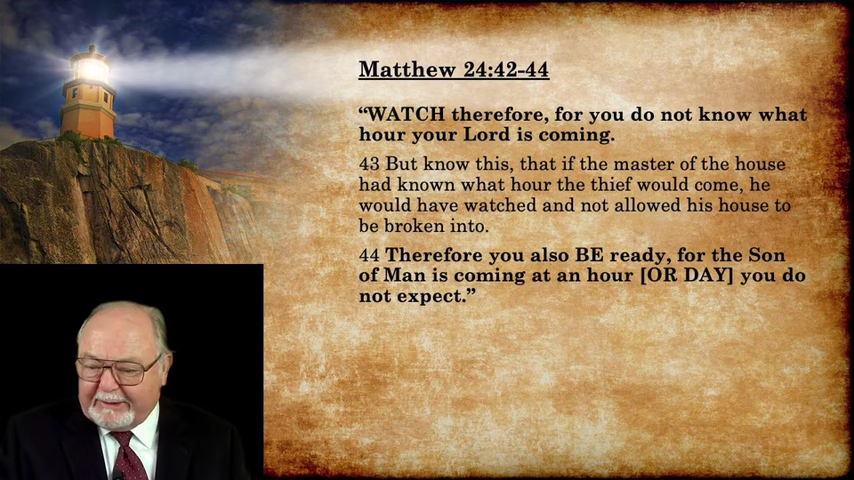 Matthew 24:42-44
“WATCH therefore, for you do not know what
hour your Lord is coming.
43 But know this, that if the master of the house
had known what hour the thief would come, he
would have watched and not allowed his house to
be broken into.
44 Therefore you also BE ready, for the Son
of Man is coming at an hour [OR DAY] you do
not expect.”